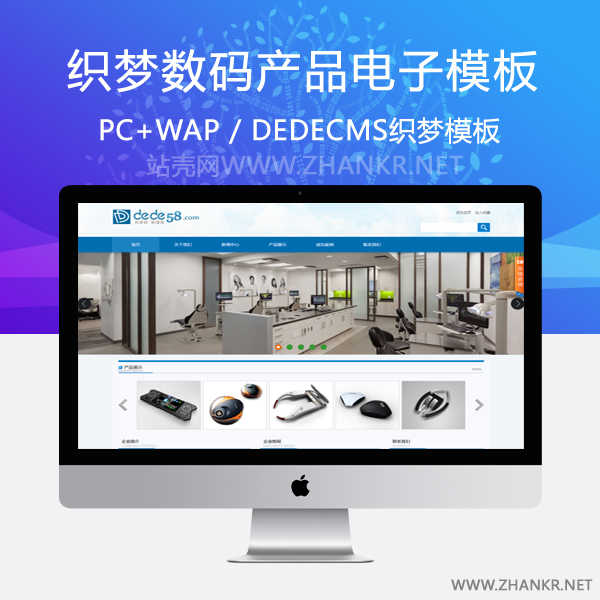 织梦数码产品电子模板
PC+WAP / DEDECMS织梦模板
站壳网WWW.ZHANKR.NET
dede58.com
首页 关于我们 新闻中心 产品展示 成功案例 联系我们
产品展示
企业简介 企业新闻 联系我们
WWW.ZHANKR.NET